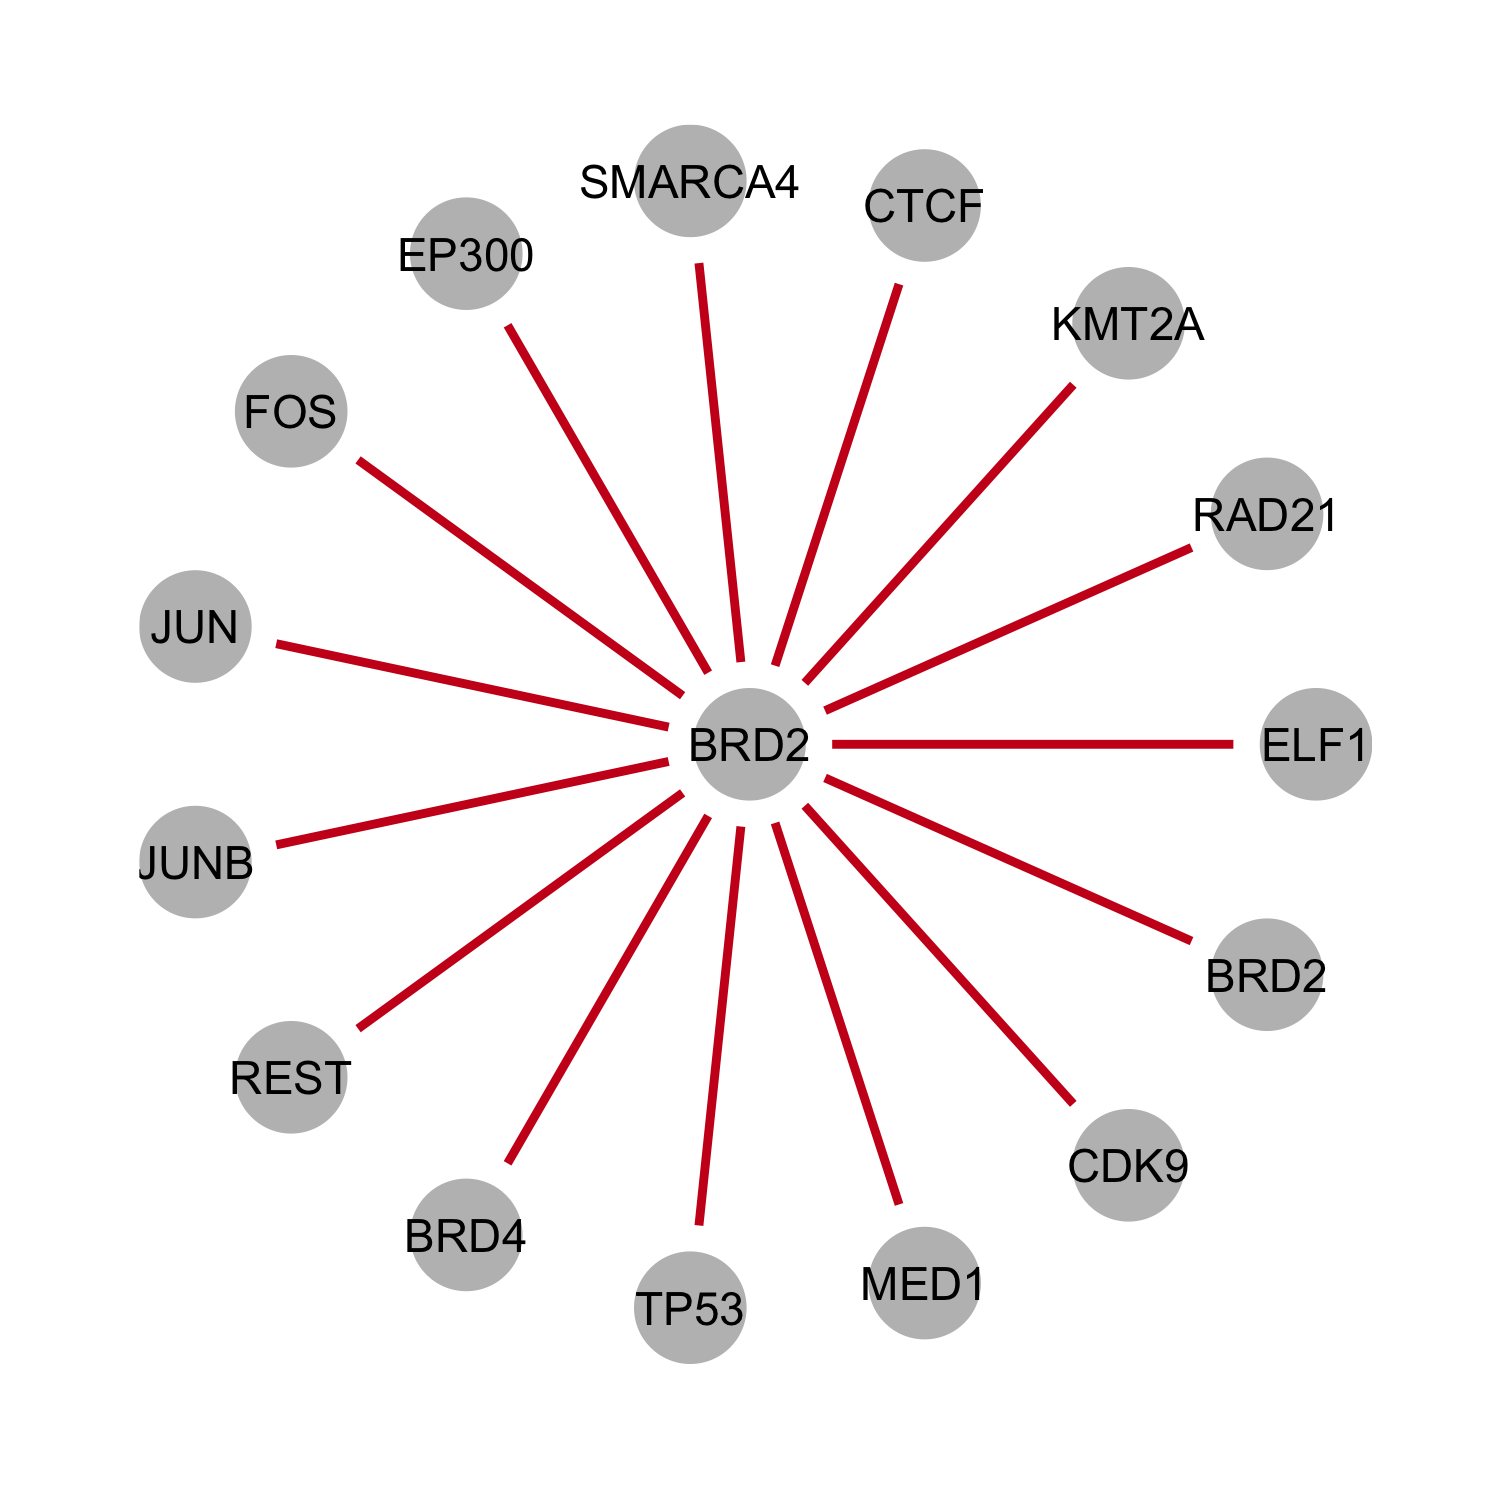 SMARCA4
CTCF
EP300
KMT2A
FOS
RAD21
JUN
BRD2
ELF1
JUNB
BRD2
REST
CDK9
BRD4
MED1
TP53